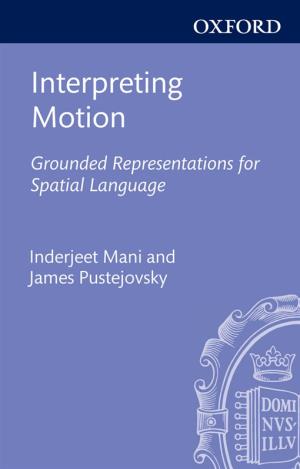 OXFORD
Interpreting
Motion
Grounded Representations for
Spatial Language
Inderjeet Mani and
James Pustejovsky
DOMI
NVS·
ILLV